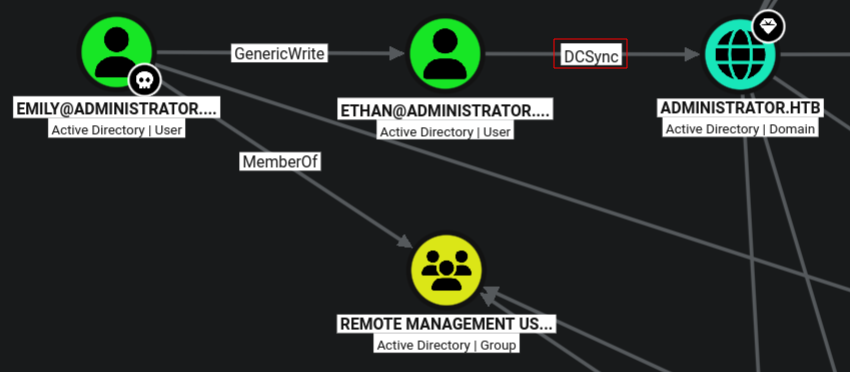 GenericWrite
DCSync
EMILY@ADMINISTRATOR....
Active Directory | User
ETHAN@ADMINISTRATOR....
Active Directory | User
ADMINISTRATOR.HTB
Active Directory | Domain
MemberOf
REMOTE MANAGEMENT US...
Active Directory | Group